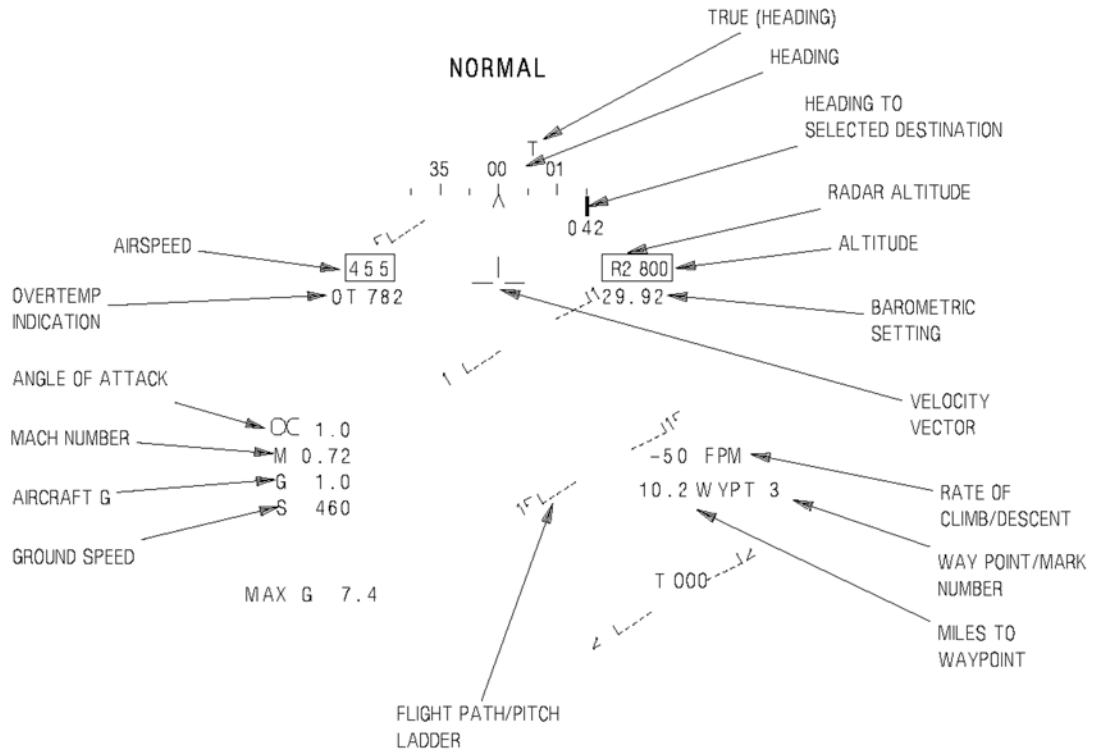 TRUE (HEADING)
NORMAL
HEADING
HEADING TO
SELECTED DESTINATION
T
35 00 01
RADAR ALTITUDE
042
AIRSPEED
455
R2 800
ALTITUDE
OVERTEMP
INDICATION
OT 782
29.92
BAROMETRIC
SETTING
ANGLE OF ATTACK
VELOCITY
VECTOR
∝ 1.0
MACH NUMBER
M 0.72
-50 FPM
AIRCRAFT G
G 1.0
10.2 WYPT 3
RATE OF
CLIMB/DESCENT
S 460
GROUND SPEED
WAY POINT/MARK
NUMBER
T 000
MAX G 7.4
MILES TO
WAYPOINT
FLIGHT PATH/PITCH
LADDER